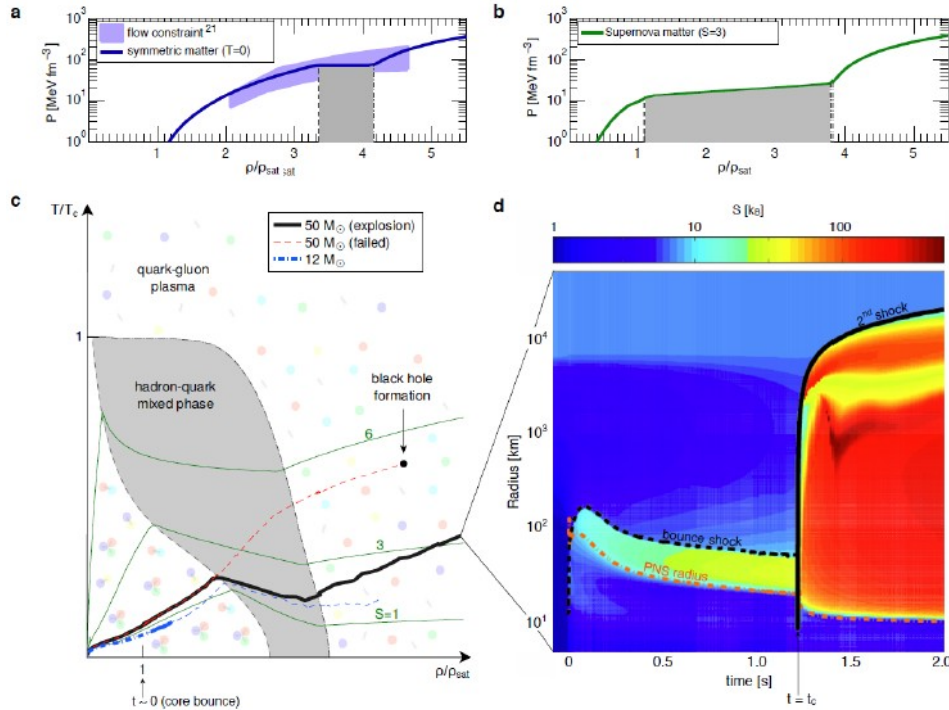 a
flow constraint 21
symmetric matter (T=0)
P [MeV fm⁻³]
10³
10²
10¹
10⁰
1 2 3 4 5
ρ/ρsat sat
b
Supernova matter (S=3)
P [MeV fm⁻³]
10³
10²
10¹
10⁰
1 2 3 4 5
ρ/ρsat
c
T/Tc
50 M⊙ (explosion)
50 M⊙ (failed)
12 M⊙
quark-gluon
plasma
1
hadron-quark
mixed phase
black hole
formation
6
3
S=1
ρ/ρsat
1
t ~ 0 (core bounce)
d
S [kB]
1 10 100
2nd shock
bounce shock
PNS radius
Radius [km]
10⁴
10³
10²
10¹
0 0.5 1.0 1.5 2.0
time [s]
t = tc